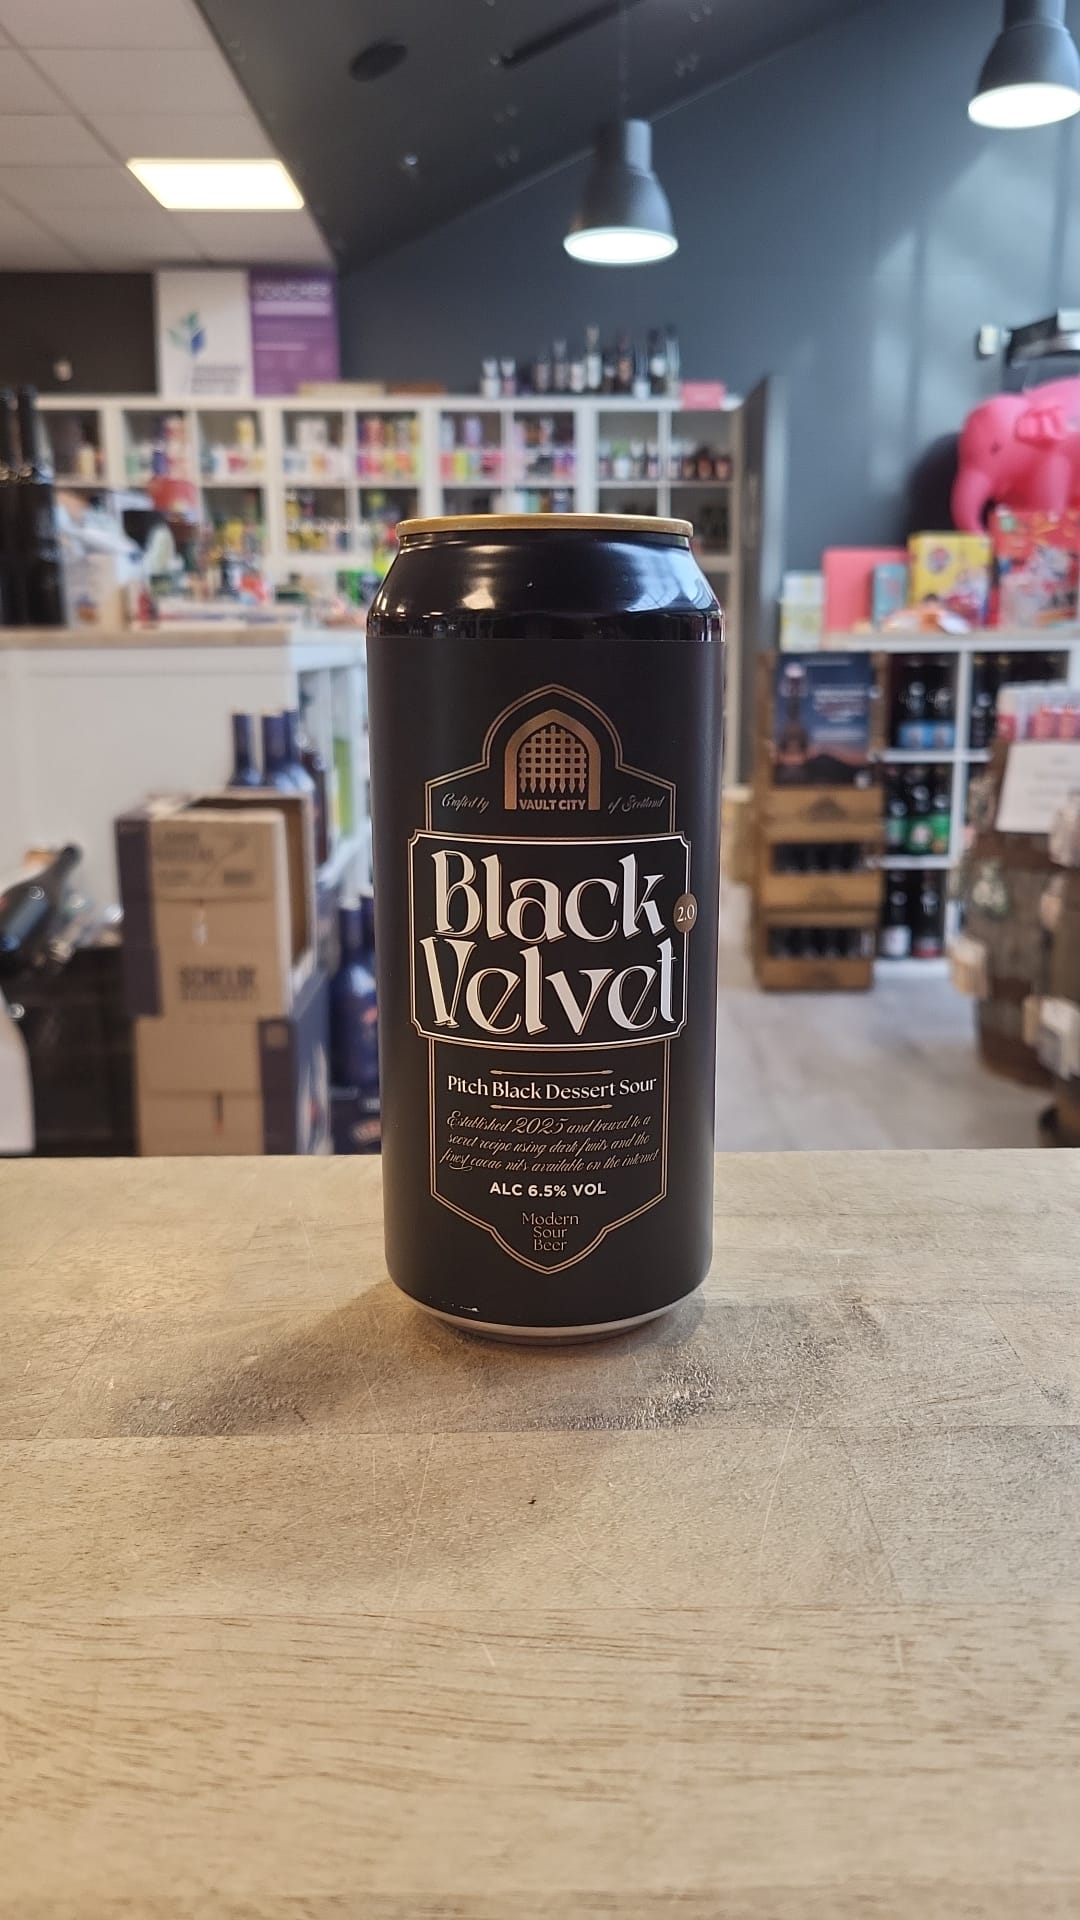 VOUCHER
Crafted by
VAULT CITY
of Scotland
Black
Velvet
2.0
Pitch Black Dessert Sour
Established 2025 and brewed to a
secret recipe using dark fruits and the
finest cacao nibs available on the internet
ALC 6.5% VOL
Modern
Sour
Beer
SCHELDE